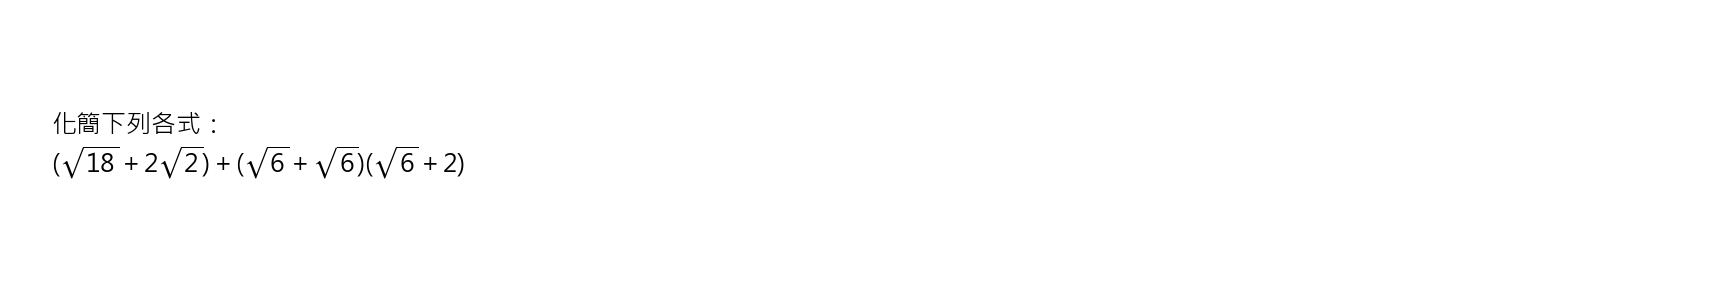 化簡下列各式：
(√18 + 2√2) + (√6 + √6)(√6 + 2)